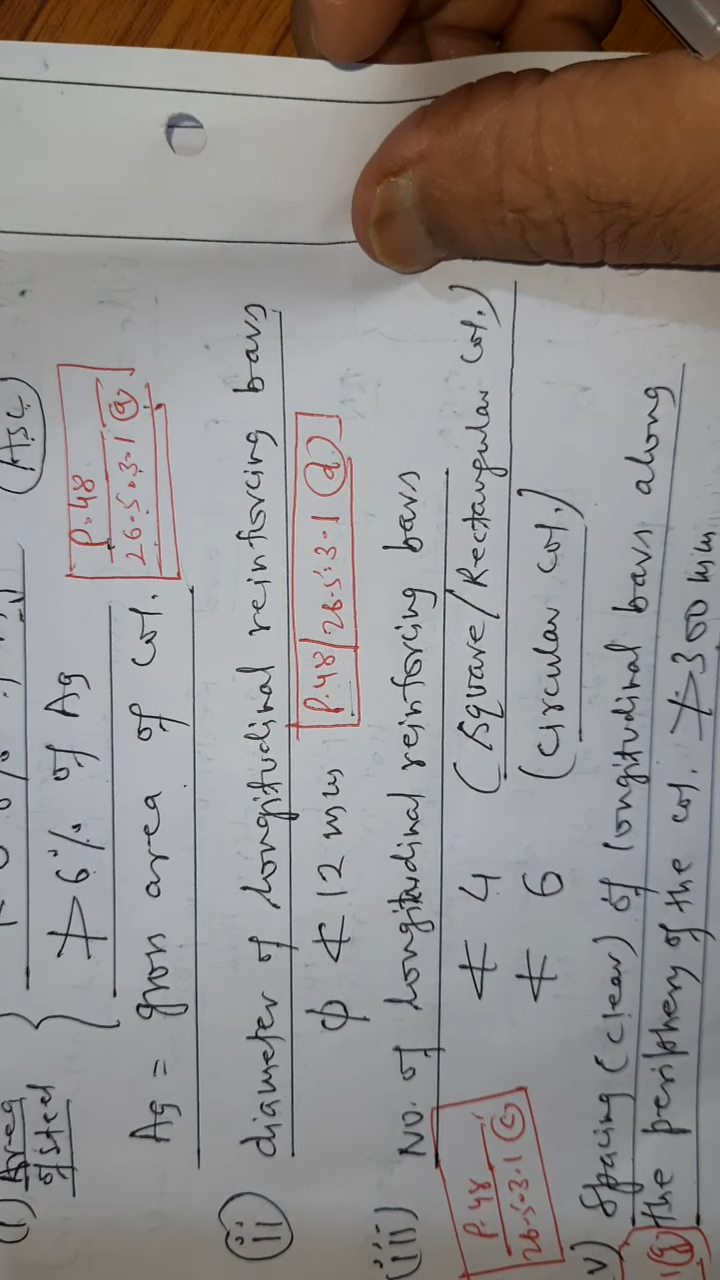 (i) Area of steel
≯ 6% of Ag
Asc
P.48
26.5.3.1 (a)
Ag = gross area of col.
(ii) diameter of longitudinal reinforcing bars
ϕ ≮ 12 mm P.48/26.5.3.1 (d)
(iii) No. of longitudinal reinforcing bars
P.48
26.5.3.1 (c)
≮ 4 (square/Rectangular col.)
≮ 6 (circular col.)
v) spacing (clear) of longitudinal bars along
the periphery of the col. ≯ 300 mm